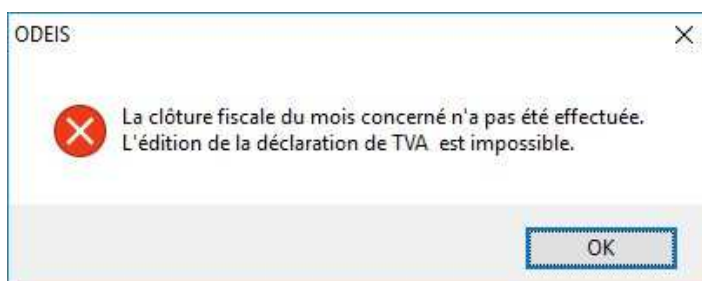 ODEIS
La clôture fiscale du mois concerné n'a pas été effectuée.
L'édition de la déclaration de TVA  est impossible.
OK